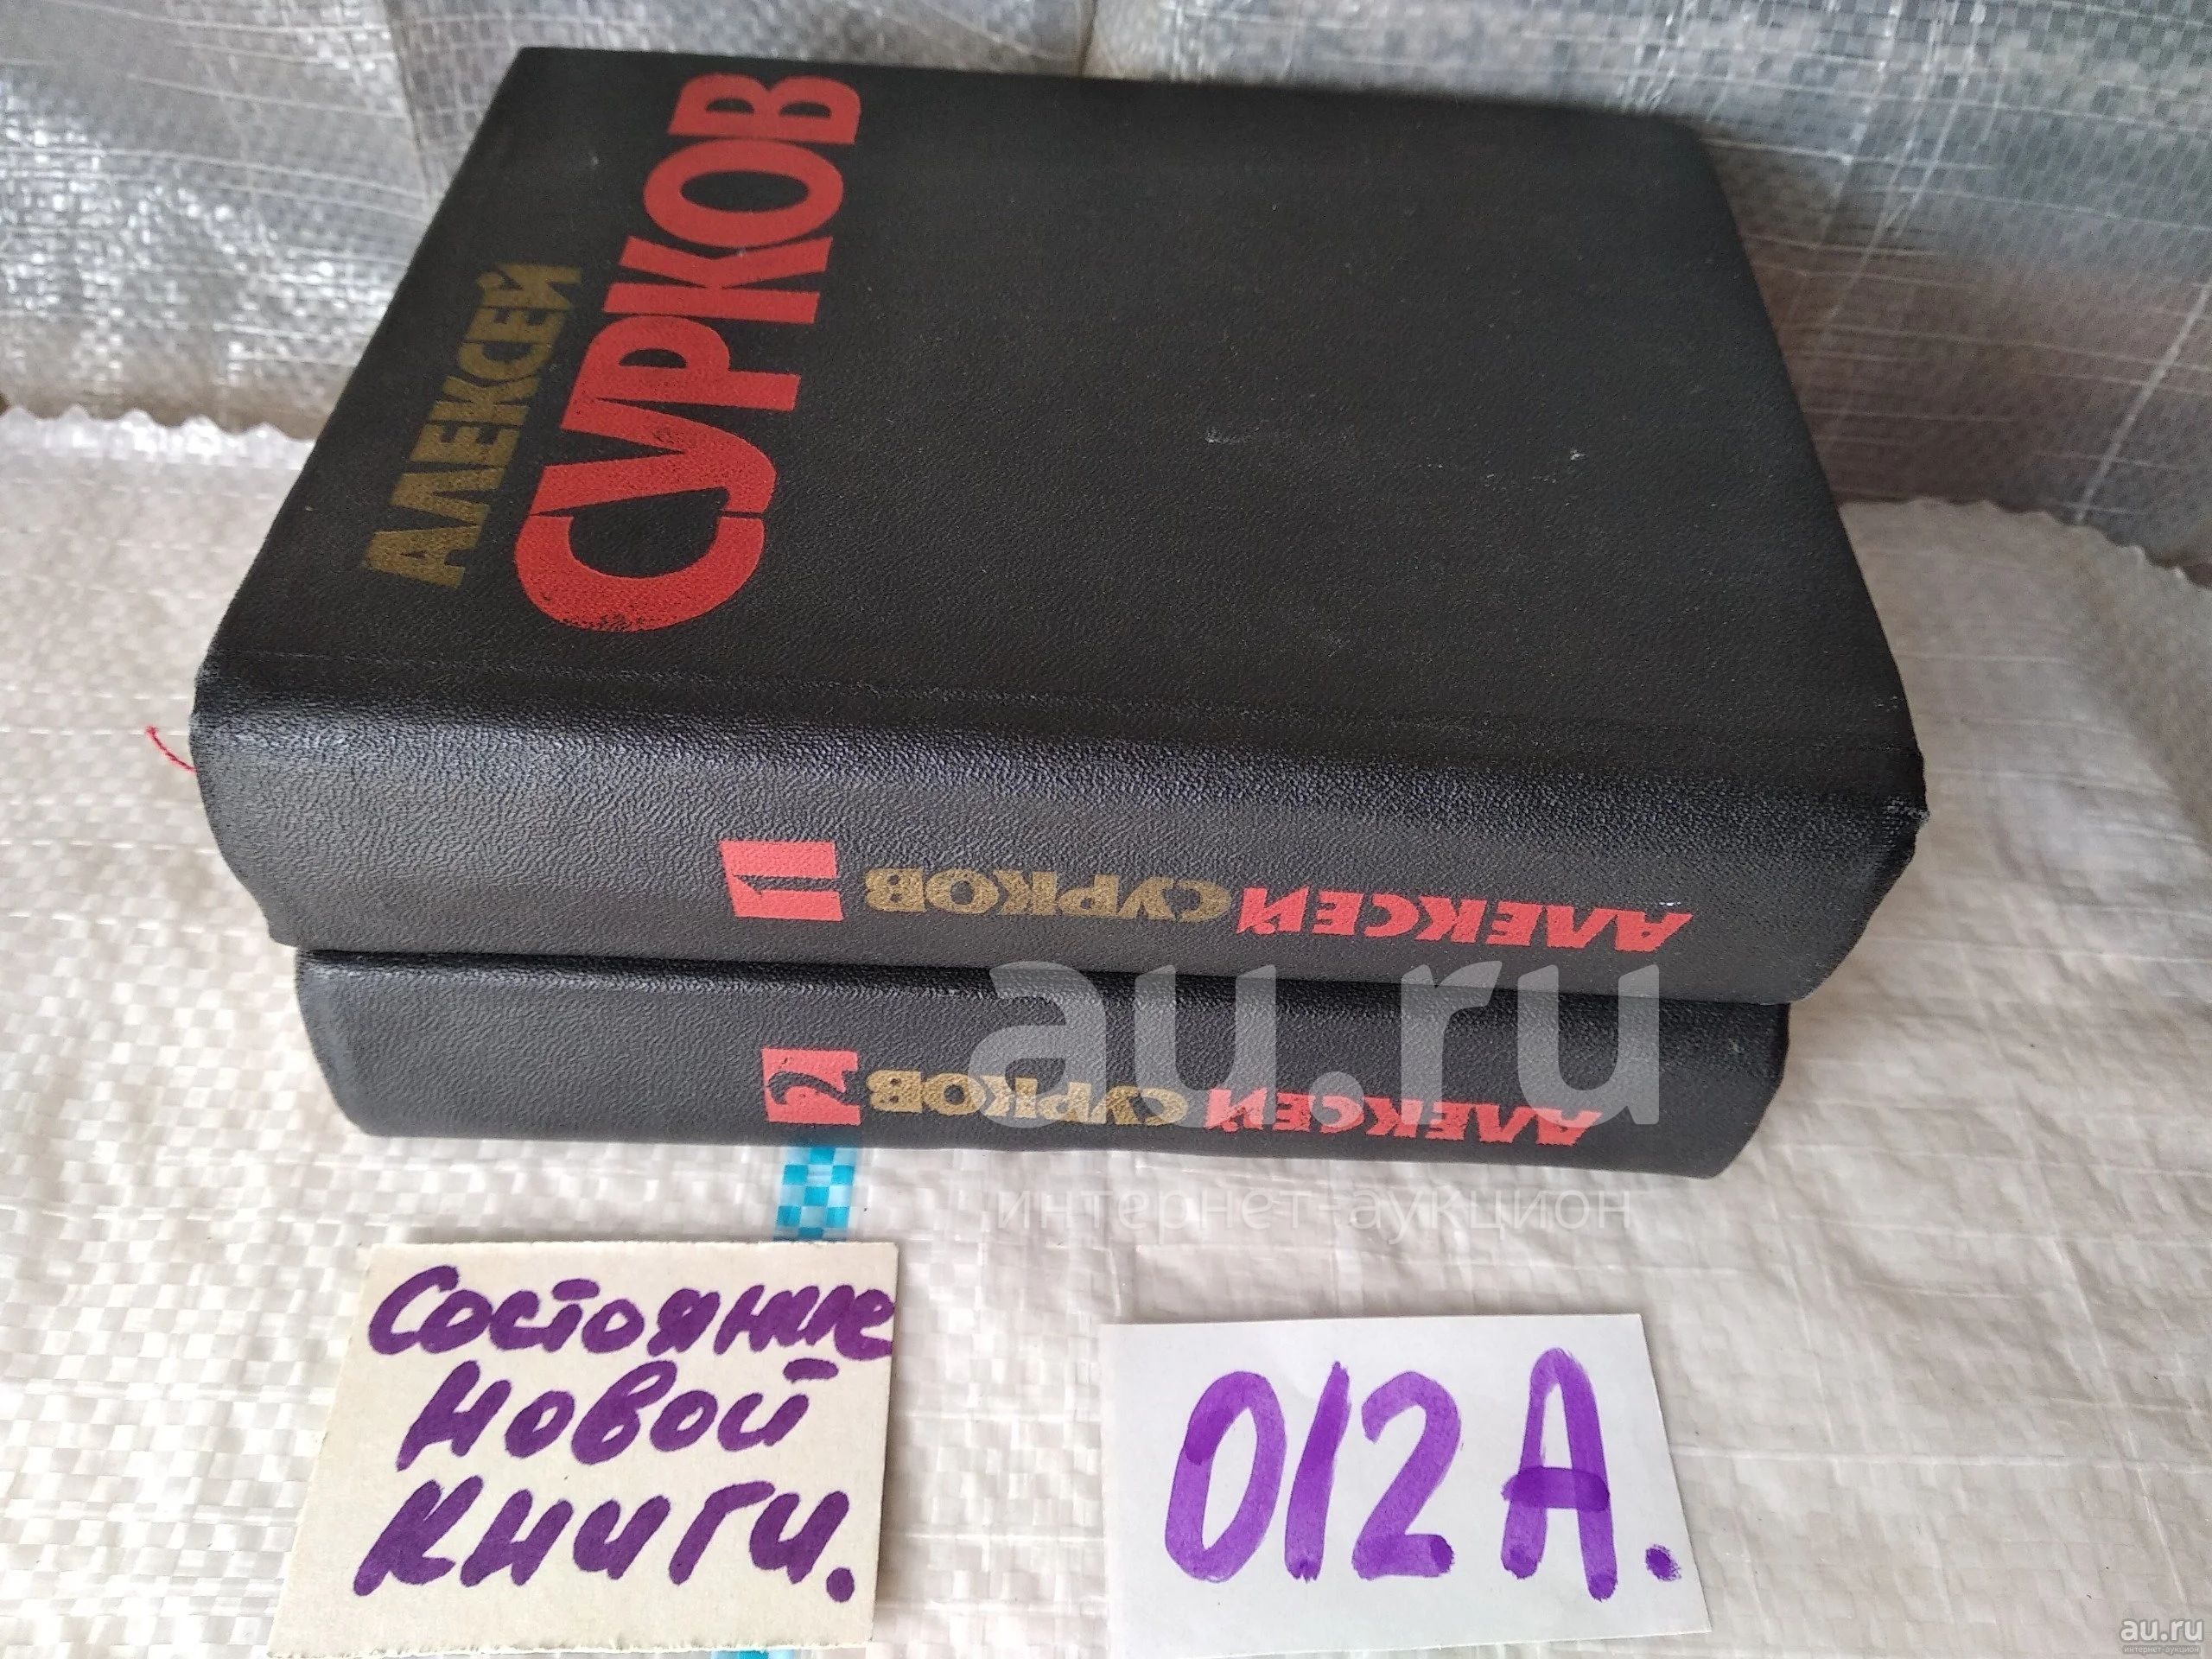 АЛЕКСЕЙ
СУРКОВ
1 СУРКОВ АЛЕКСЕЙ
2 СУРКОВ АЛЕКСЕЙ
au.ru
интернет-аукцион
Состояние
новой
книги.
012А.
au.ru
интернет-аукцион